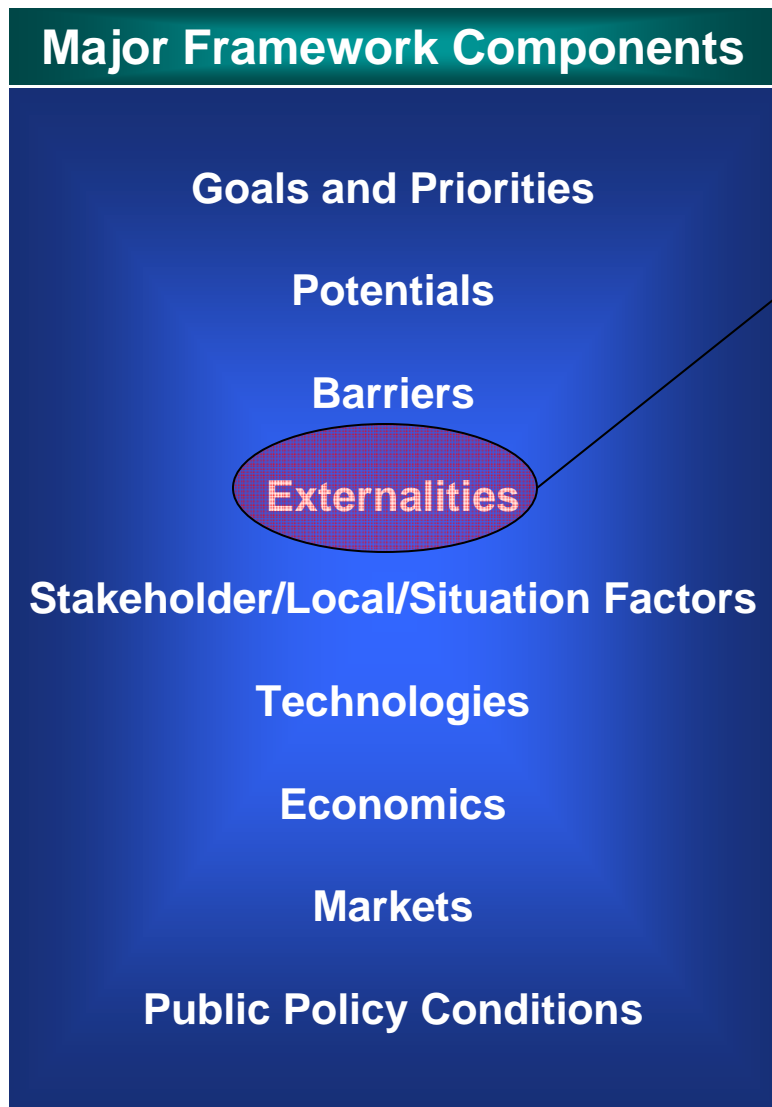 Major Framework Components
Goals and Priorities
Potentials
Barriers
Externalities
Stakeholder/Local/Situation Factors
Technologies
Economics
Markets
Public Policy Conditions